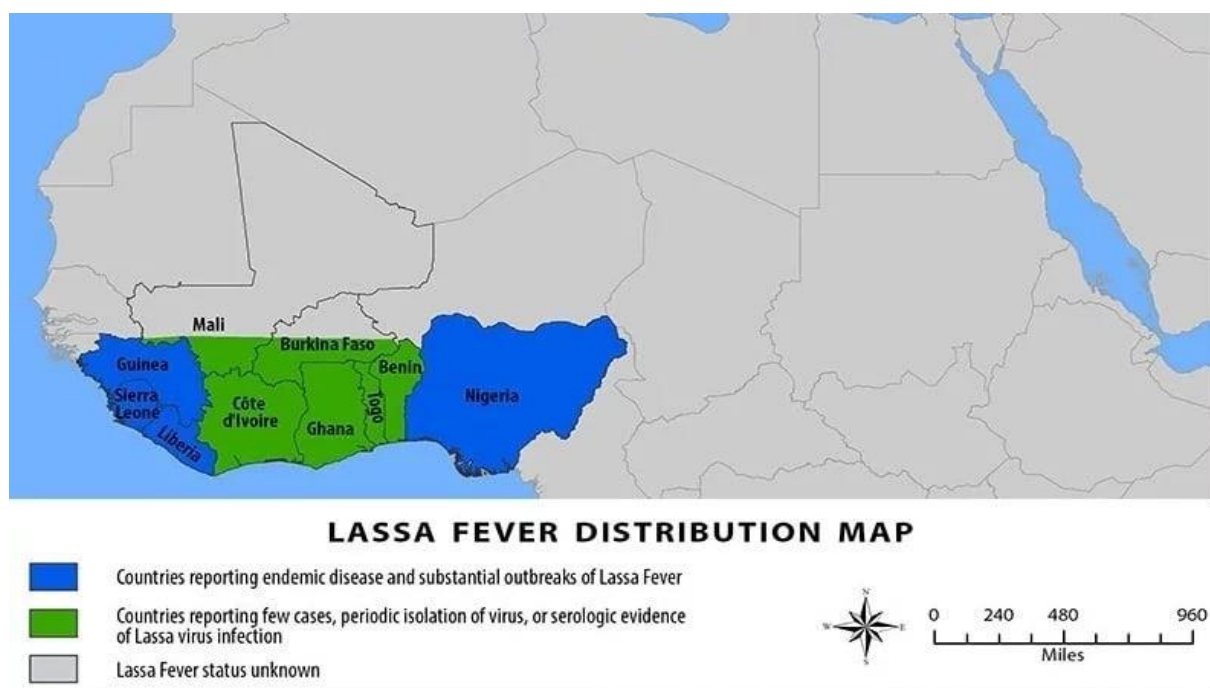 Mali
Burkina Faso
Guinea
Benin
Sierra
Leone
Côte
d'Ivoire
Togo
Nigeria
Ghana
Liberia
LASSA FEVER DISTRIBUTION MAP
Countries reporting endemic disease and substantial outbreaks of Lassa Fever
Countries reporting few cases, periodic isolation of virus, or serologic evidence
of Lassa virus infection
Lassa Fever status unknown
N
W
E
S
0 240 480 960
Miles